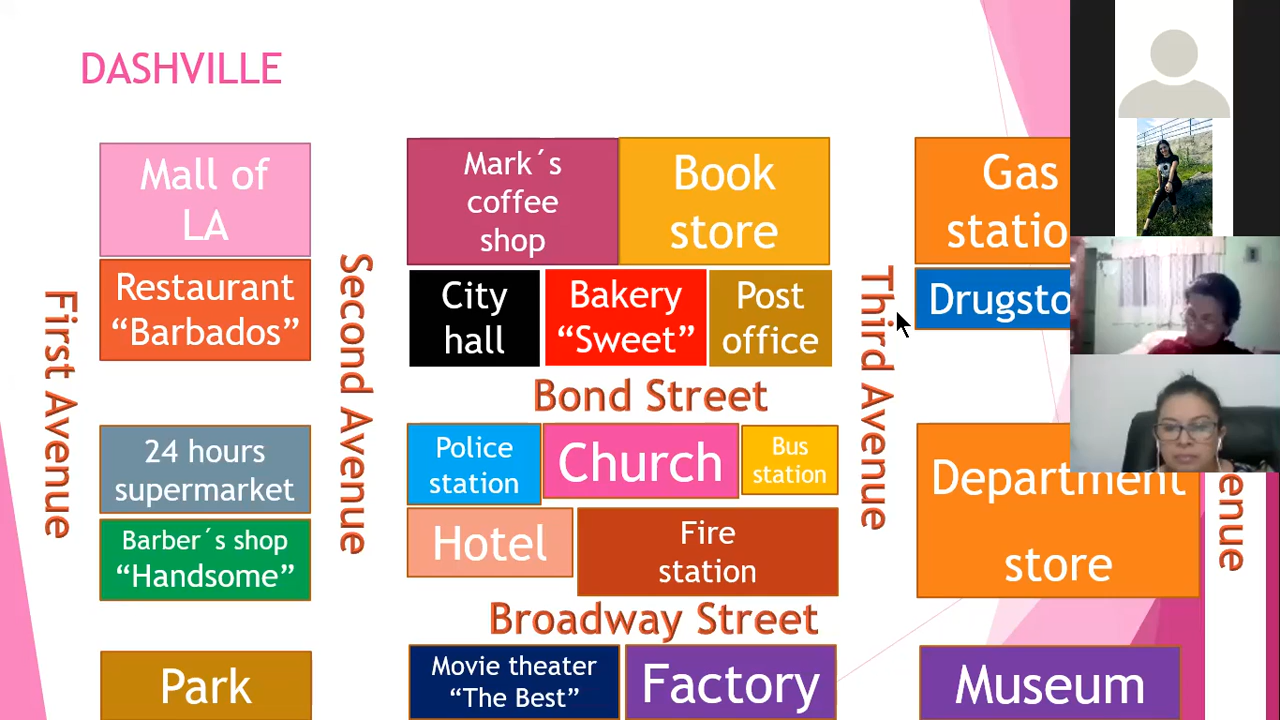 DASHVILLE
Mall of
LA
Mark´s
coffee
shop
Book
store
Gas
Restaurant
“Barbados”
City
hall
Bakery
“Sweet”
Post
office
First Avenue
Second Avenue
Third Avenue
Bond Street
24 hours
supermarket
Police
station
Church
Bus
station
Department
store
Barber´s shop
“Handsome”
Hotel
Fire
station
Broadway Street
Park
Movie theater
“The Best”
Factory
Museum